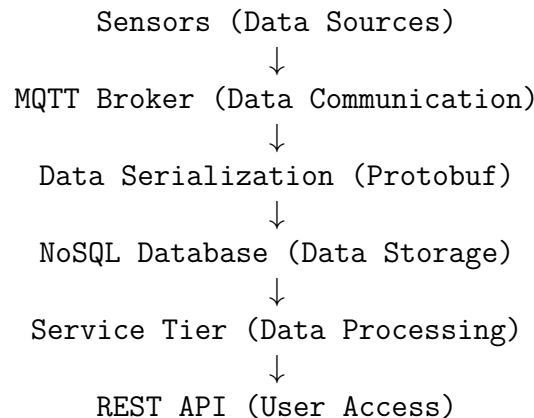 Sensors (Data Sources)
↓
MQTT Broker (Data Communication)
↓
Data Serialization (Protobuf)
↓
NoSQL Database (Data Storage)
↓
Service Tier (Data Processing)
↓
REST API (User Access)